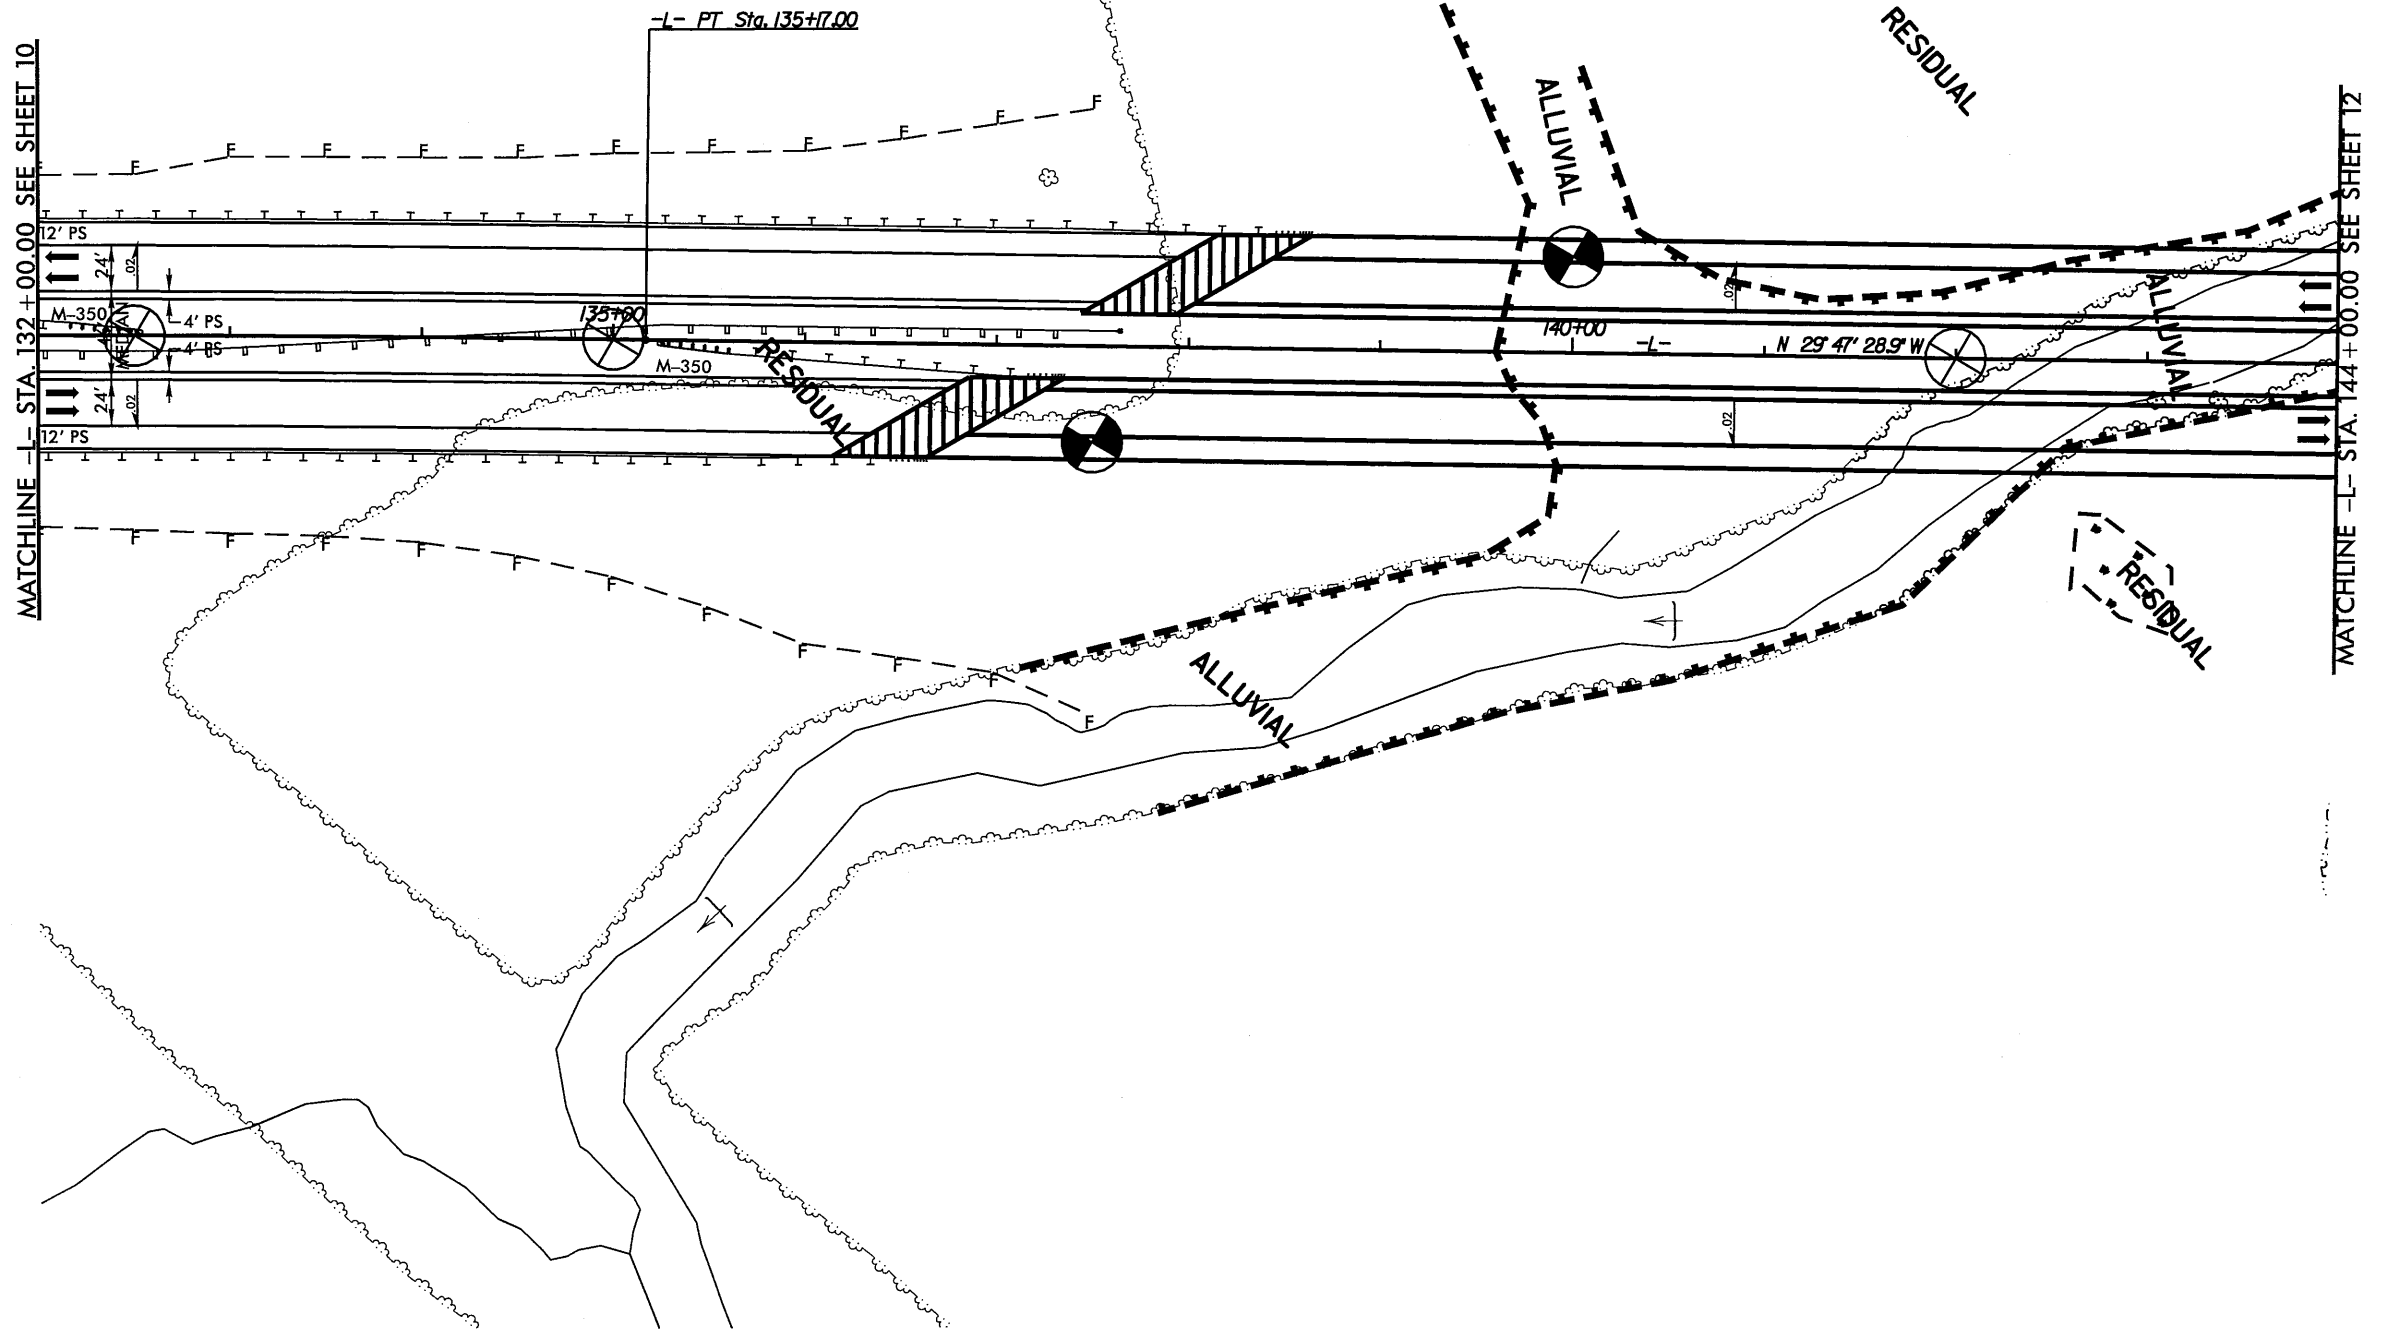 -L- PT Sta. 135+17.00
MATCHLINE -L- STA. 132+00.00 SEE SHEET 10
RESIDUAL
ALLUVIAL
F
F
F
F
F
F
F
F
F
F
F
F
12' PS
24'
.02
M-350
4' PS
4' PS
MEDIAN
24'
.02
12' PS
135+00
M-350
RESIDUAL
140+00
-L-
N 29° 47' 28.9" W
.02
.02
ALLUVIAL
MATCHLINE -L- STA. 144+00.00 SEE SHEET 12
F
F
F
F
F
F
F
F
F
F
F
RESIDUAL
ALLUVIAL